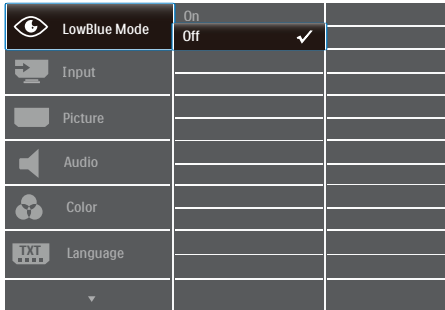 LowBlue Mode
On
Off
Input
Picture
Audio
Color
TXT
Language